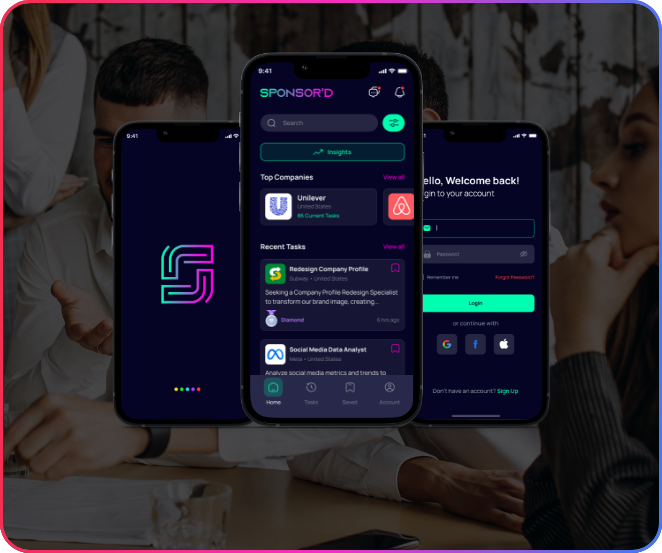 9:41
9:41
SPONSOR'D
Search
Insights
Top Companies
View all
Unilever
United States
86 Current Tasks
Recent Tasks
View all
Redesign Company Profile
Subway • United States
Seeking a Company Profile Redesign Specialist
to transform our brand image, creating...
Diamond
6 hrs ago
Social Media Data Analyst
Meta • United States
Analyze social media metrics and trends to
Home
Tasks
Saved
Account
:41
ello, Welcome back!
gin to your account
Password
Remember me
Forgot Password?
Login
or continue with
Don't have an account? Sign Up